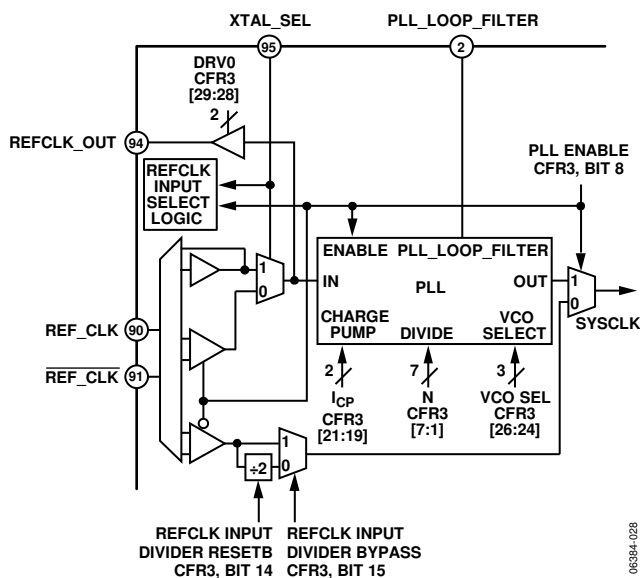 XTAL_SEL
PLL_LOOP_FILTER
95
2
DRV0
CFR3
[29:28]
2
REFCLK_OUT
94
PLL ENABLE
CFR3, BIT 8
REFCLK
INPUT
SELECT
LOGIC
ENABLE
PLL_LOOP_FILTER
1
0
IN
PLL
OUT
1
0
SYSCLK
CHARGE
PUMP
DIVIDE
VCO
SELECT
REF_CLK
90
REF_CLK
91
2
7
3
ICP
CFR3
[21:19]
N
CFR3
[7:1]
VCO SEL
CFR3
[26:24]
1
0
÷2
REFCLK INPUT
DIVIDER RESETB
CFR3, BIT 14
REFCLK INPUT
DIVIDER BYPASS
CFR3, BIT 15
06384-028